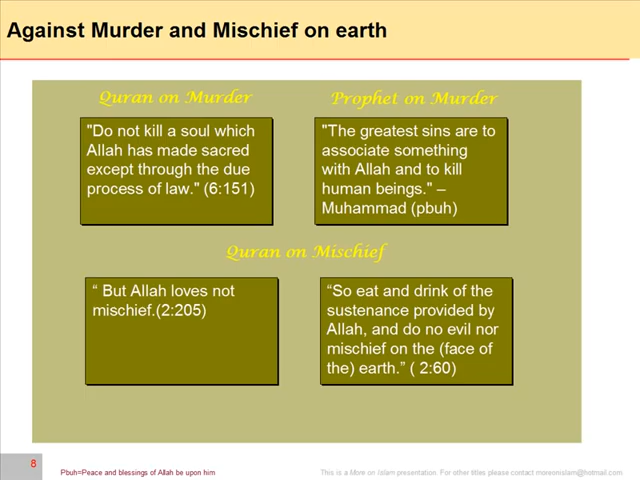 Against Murder and Mischief on earth
Quran on Murder
"Do not kill a soul which
Allah has made sacred
except through the due
process of law." (6:151)
Prophet on Murder
"The greatest sins are to
associate something
with Allah and to kill
human beings." –
Muhammad (pbuh)
Quran on Mischief
“ But Allah loves not
mischief.(2:205)
“So eat and drink of the
sustenance provided by
Allah, and do no evil nor
mischief on the (face of
the) earth.” ( 2:60)
8
Pbuh=Peace and blessings of Allah be upon him
This is a More on Islam presentation. For other titles please contact moreonislam@hotmail.com